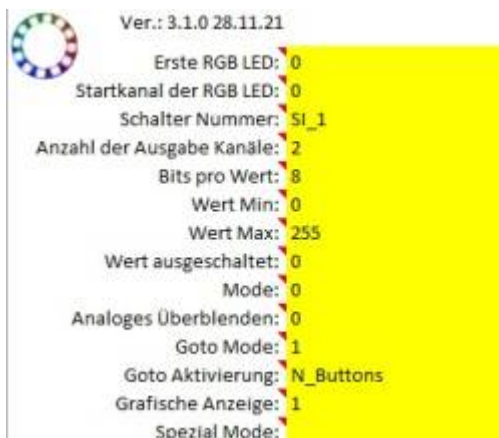 Ver.: 3.1.0 28.11.21
Erste RGB LED: 0
Startkanal der RGB LED: 0
Schalter Nummer: SI_1
Anzahl der Ausgabe Kanäle: 2
Bits pro Wert: 8
Wert Min: 0
Wert Max: 255
Wert ausgeschaltet: 0
Mode: 0
Analoges Überblenden: 0
Goto Mode: 1
Goto Aktivierung: N_Buttons
Grafische Anzeige: 1
Spezial Mode: